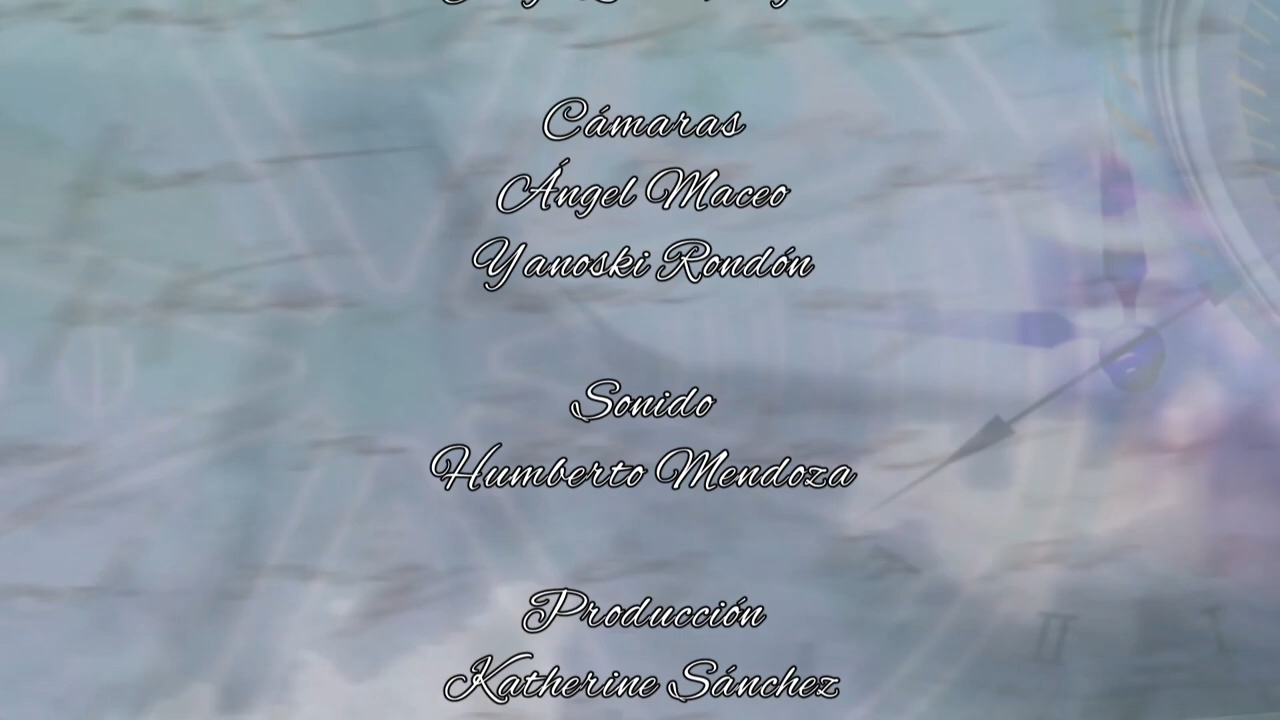 Cámaras
Ángel Maceo
Yanoski Rondón
Sonido
Humberto Mendoza
Producción
Katherine Sánchez